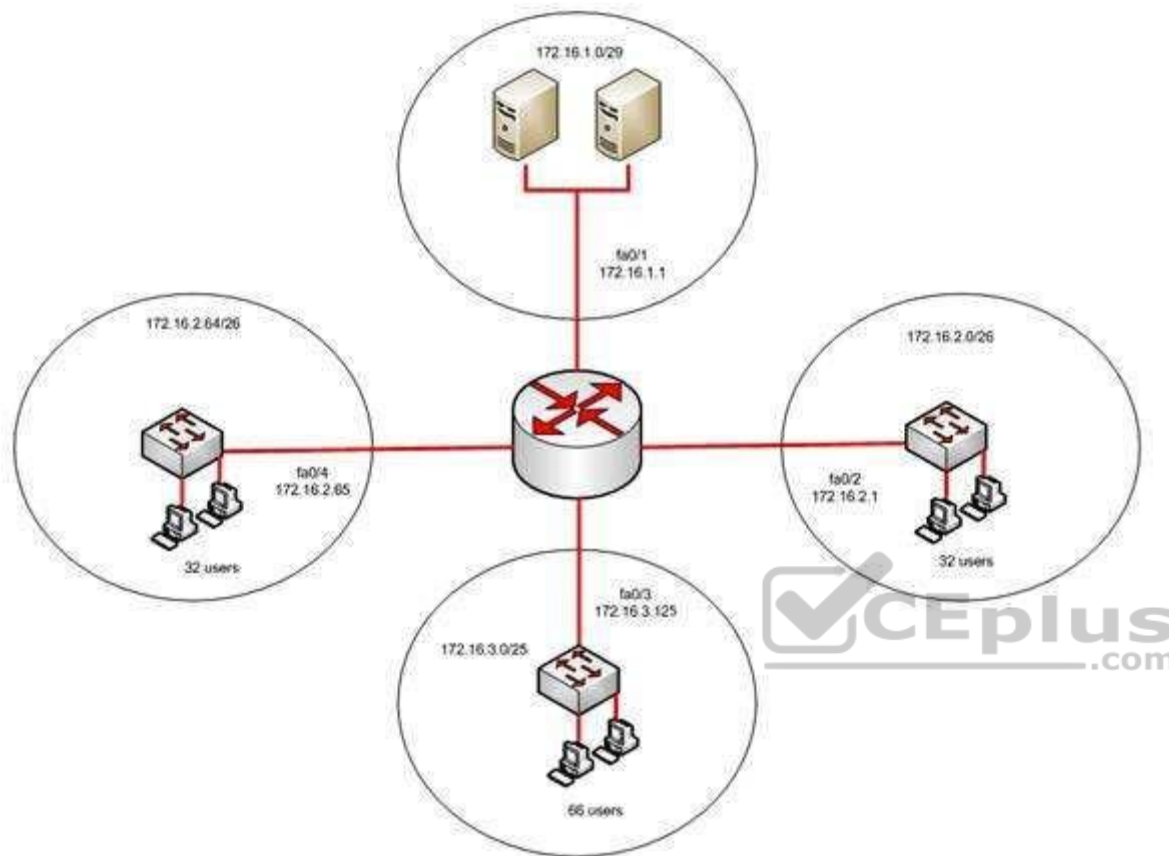 172.16.1.0/29
fa0/1
172.16.1.1
172.16.2.64/26
172.16.2.0/26
fa0/4
172.16.2.65
fa0/2
172.16.2.1
32 users
32 users
fa0/3
172.16.3.125
172.16.3.0/25
66 users
CEplus
.com